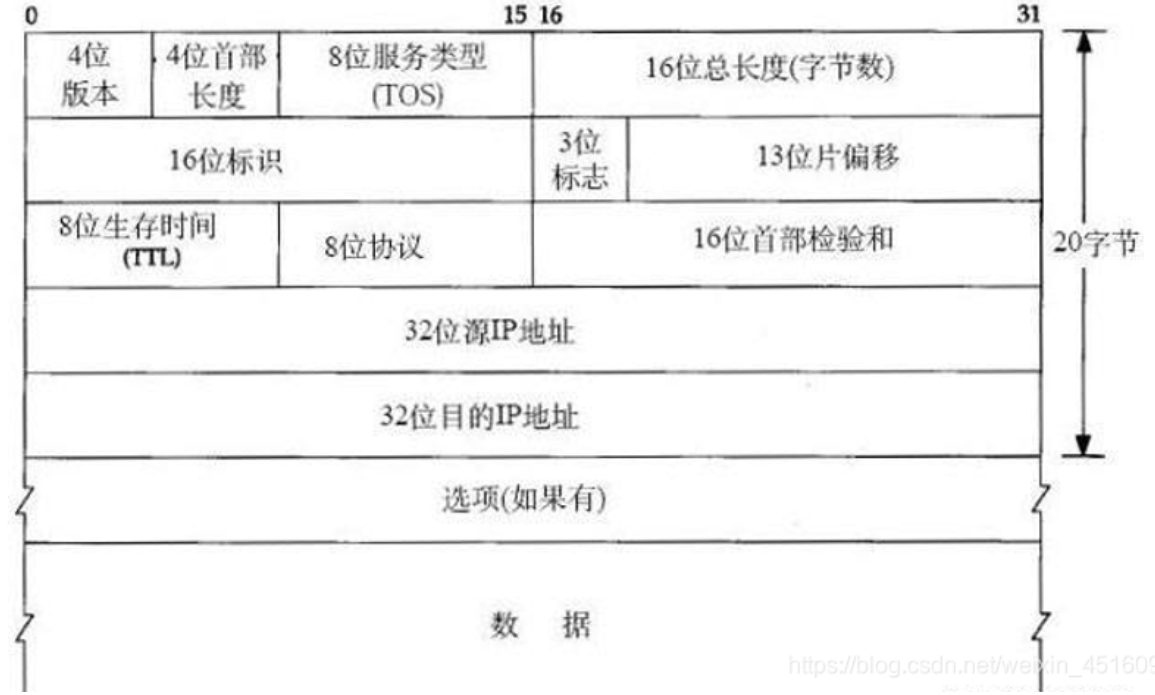 0 15 16 31
4位
版本
4位首部
长度
8位服务类型
(TOS)
16位总长度(字节数)
16位标识
3位
标志
13位片偏移
8位生存时间
(TTL)
8位协议
16位首部检验和
20字节
32位源IP地址
32位目的IP地址
选项(如果有)
数 据
https://blog.csdn.net/weixin_451609